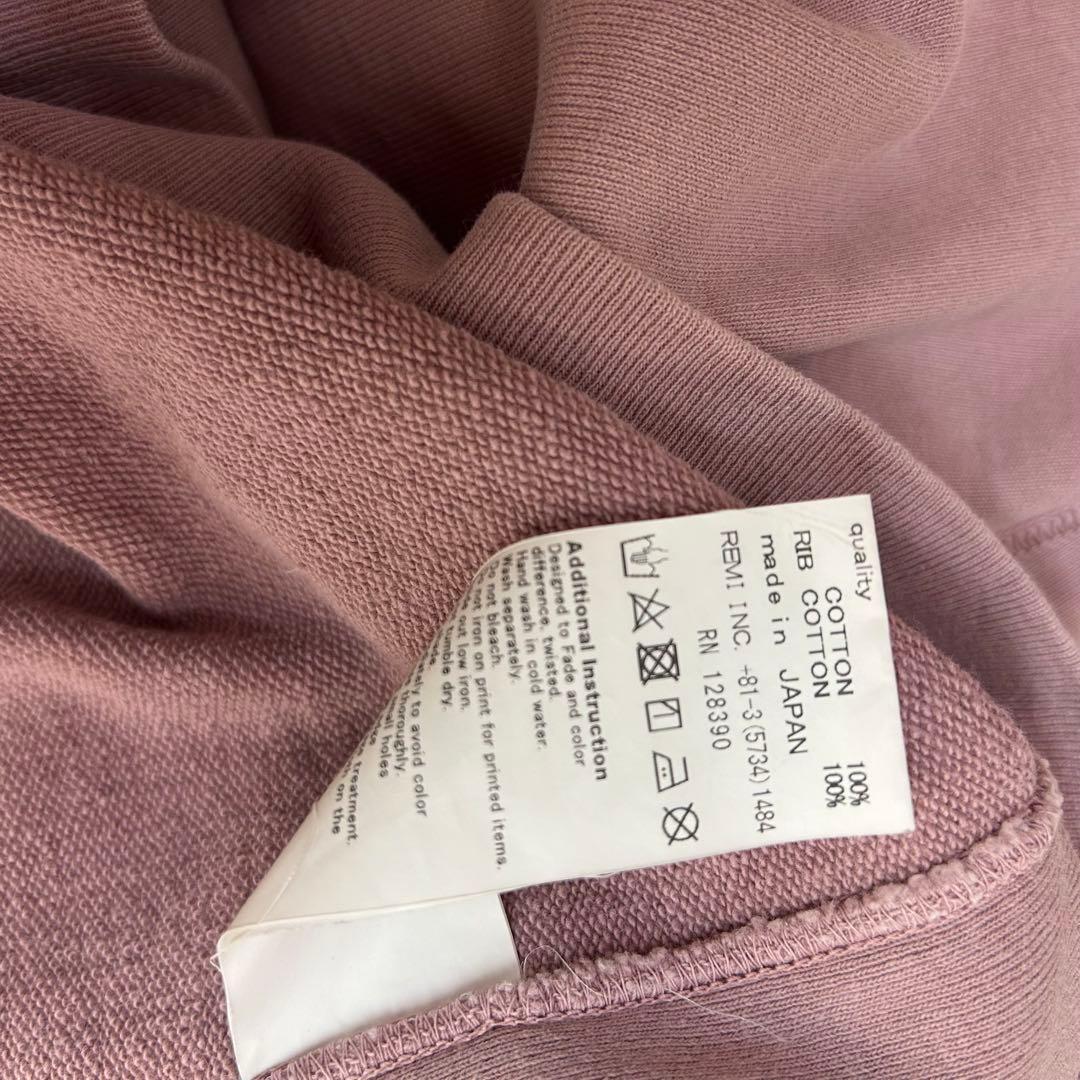 quality
COTTON 100%
RIB COTTON 100%
made in JAPAN
REMI INC. +81-3(5734)1484
RN 128390
Additional Instruction
Designed to Fade and color
difference, twisted.
Hand wash in cold water.
Wash separately.
Do not bleach.
not iron on print for printed items.
out low iron.
tumble dry.
to avoid color
thoroughly.
holes
treatment.
on the